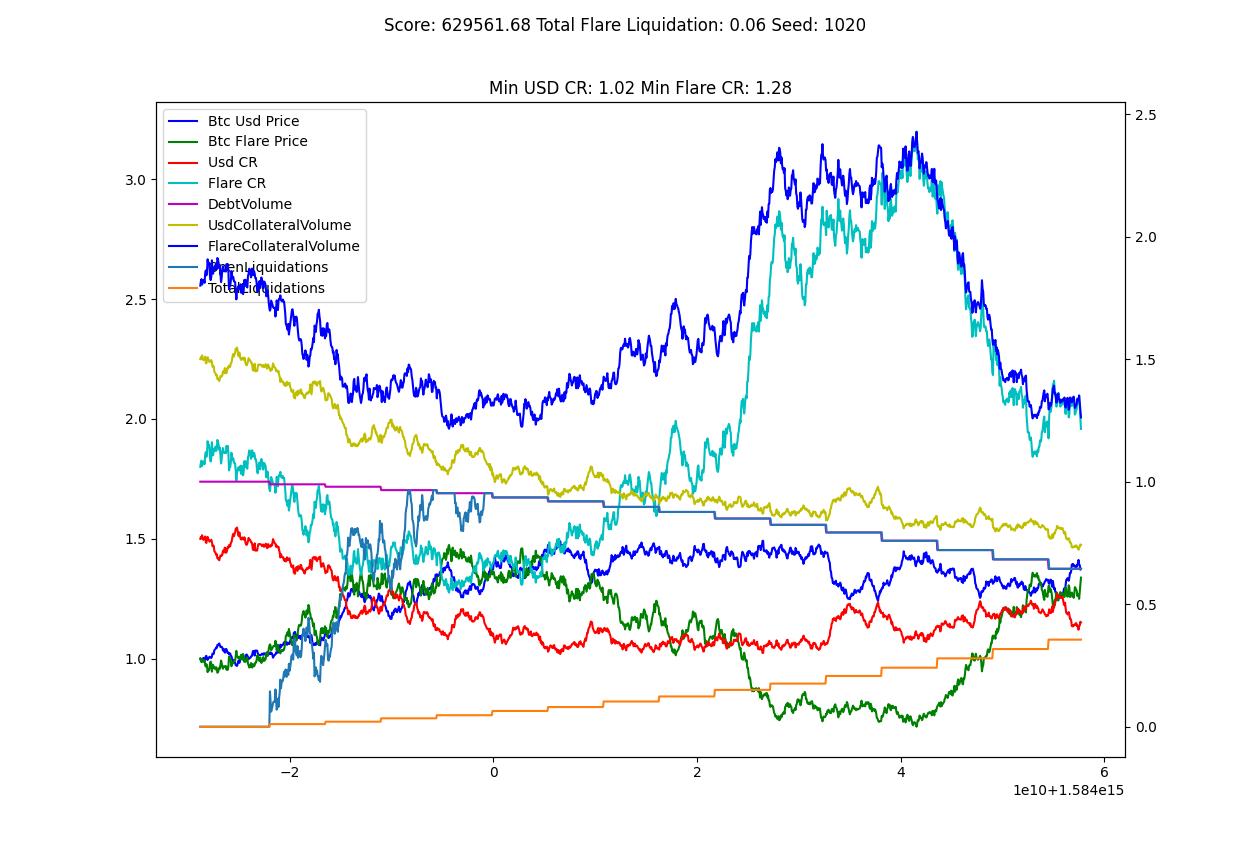 Score: 629561.68 Total Flare Liquidation: 0.06 Seed: 1020
Min USD CR: 1.02 Min Flare CR: 1.28
Btc Usd Price
Btc Flare Price
Usd CR
Flare CR
DebtVolume
UsdCollateralVolume
FlareCollateralVolume
OpenLiquidations
TotalLiquidations
3.0
2.5
2.0
1.5
1.0
2.5
2.0
1.5
1.0
0.5
0.0
−2
0
2
4
6
1e10+1.584e15